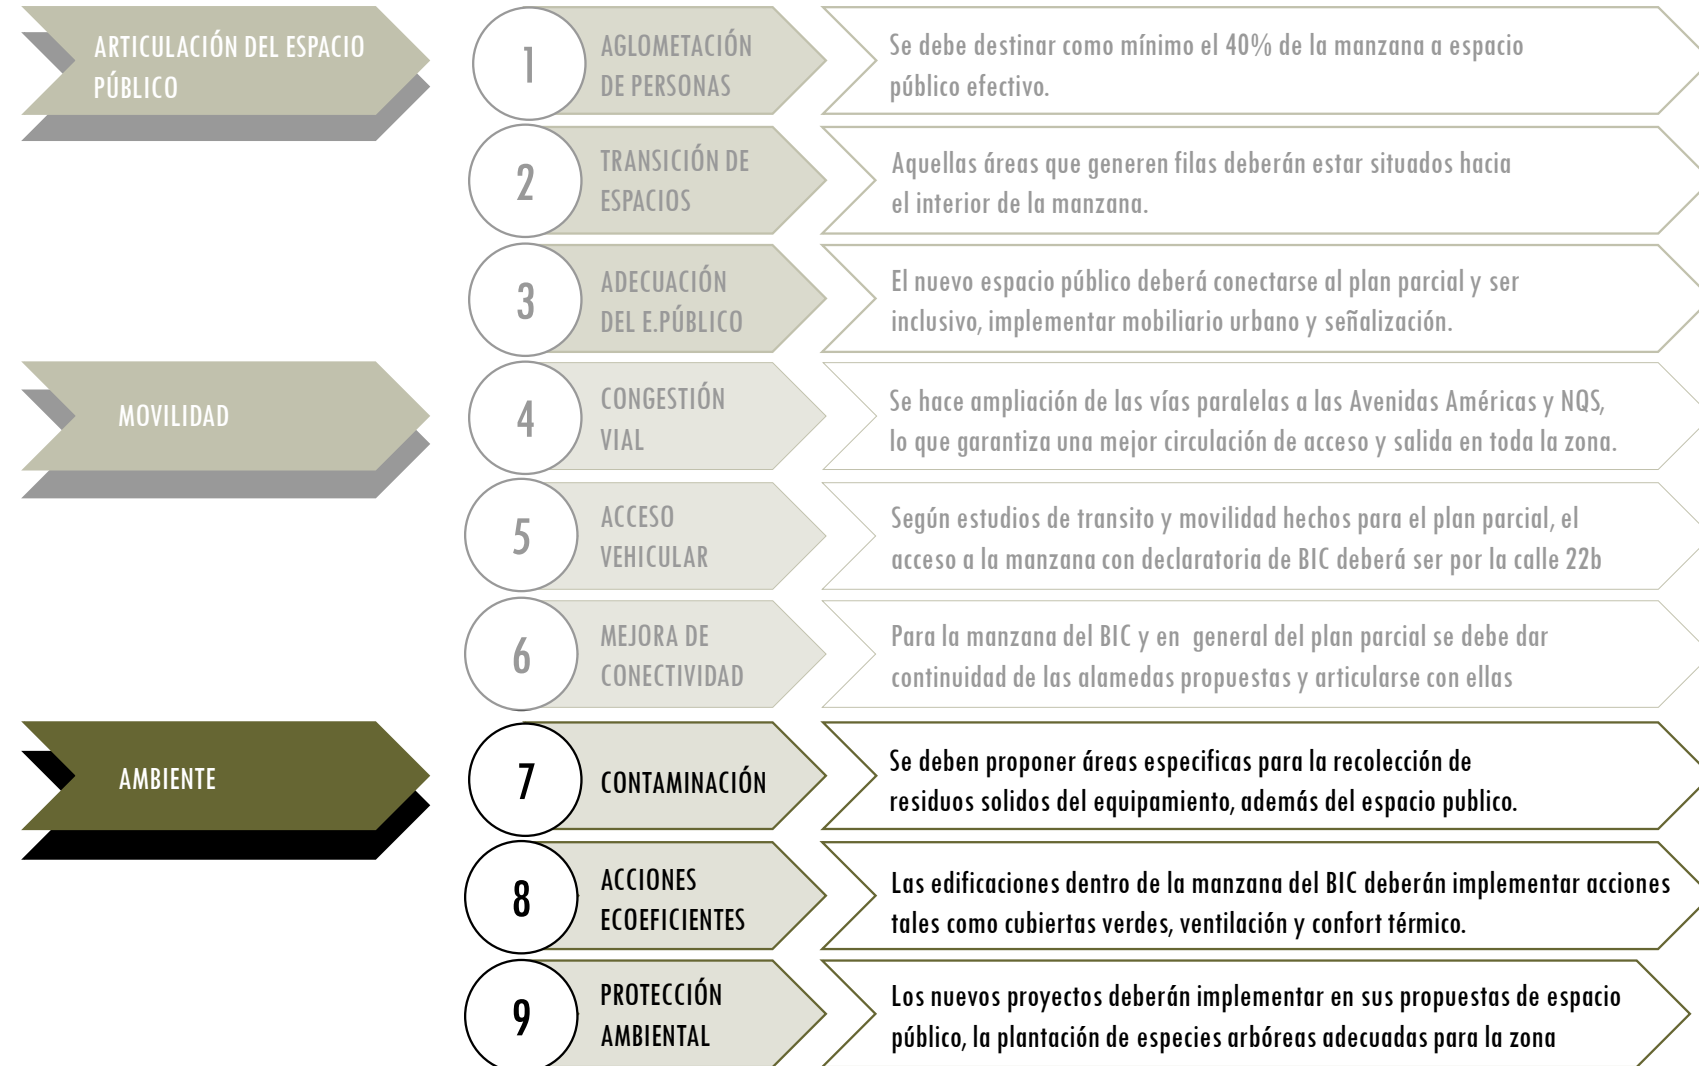 ARTICULACIÓN DEL ESPACIO
PÚBLICO
1
AGLOMETACIÓN
DE PERSONAS
Se debe destinar como mínimo el 40% de la manzana a espacio
público efectivo.
2
TRANSICIÓN DE
ESPACIOS
Aquellas áreas que generen filas deberán estar situados hacia
el interior de la manzana.
3
ADECUACIÓN
DEL E.PÚBLICO
El nuevo espacio público deberá conectarse al plan parcial y ser
inclusivo, implementar mobiliario urbano y señalización.
MOVILIDAD
4
CONGESTIÓN
VIAL
Se hace ampliación de las vías paralelas a las Avenidas Américas y NQS,
lo que garantiza una mejor circulación de acceso y salida en toda la zona.
5
ACCESO
VEHICULAR
Según estudios de transito y movilidad hechos para el plan parcial, el
acceso a la manzana con declaratoria de BIC deberá ser por la calle 22b
6
MEJORA DE
CONECTIVIDAD
Para la manzana del BIC y en general del plan parcial se debe dar
continuidad de las alamedas propuestas y articularse con ellas
AMBIENTE
7
CONTAMINACIÓN
Se deben proponer áreas especificas para la recolección de
residuos solidos del equipamiento, además del espacio publico.
8
ACCIONES
ECOEFICIENTES
Las edificaciones dentro de la manzana del BIC deberán implementar acciones
tales como cubiertas verdes, ventilación y confort térmico.
9
PROTECCIÓN
AMBIENTAL
Los nuevos proyectos deberán implementar en sus propuestas de espacio
público, la plantación de especies arbóreas adecuadas para la zona